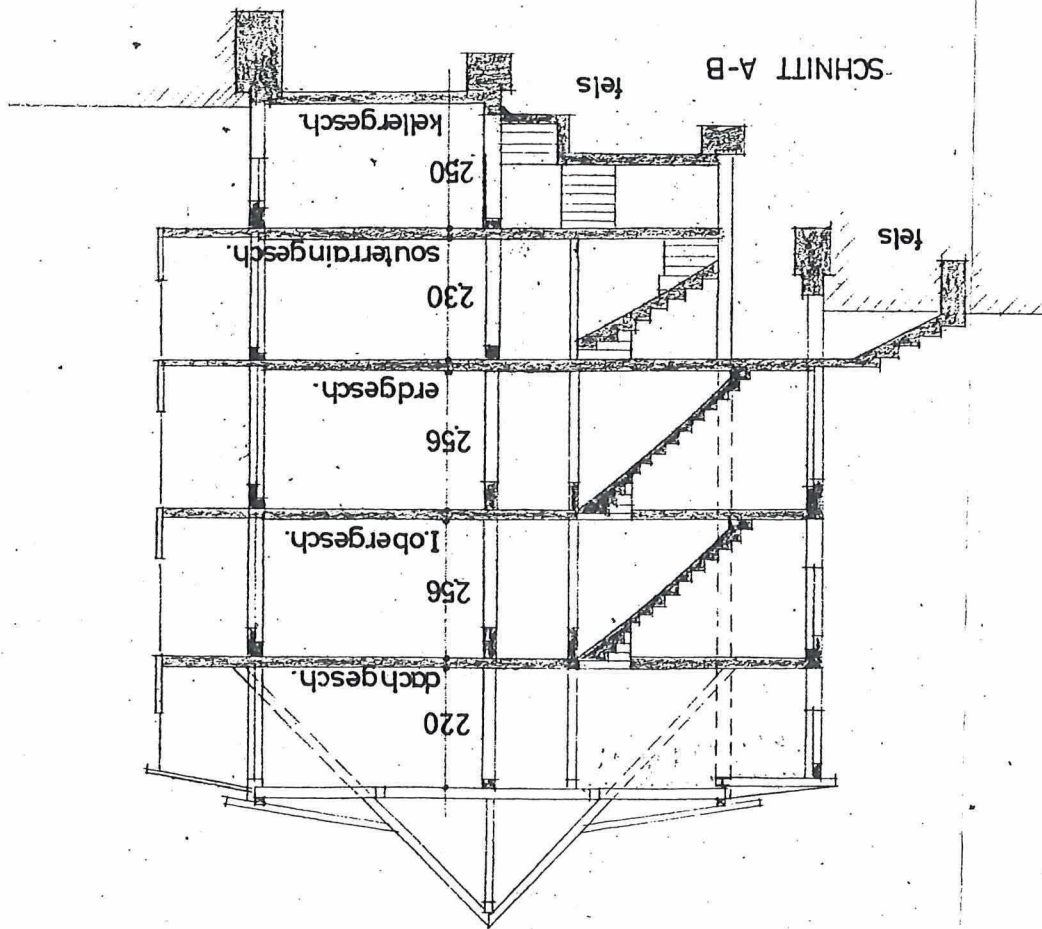 220
dachgesch.
256
I.obergesch.
256
erdgesch.
230
souterraingesch.
fels
250
kellergesch.
fels
SCHNITT A-B